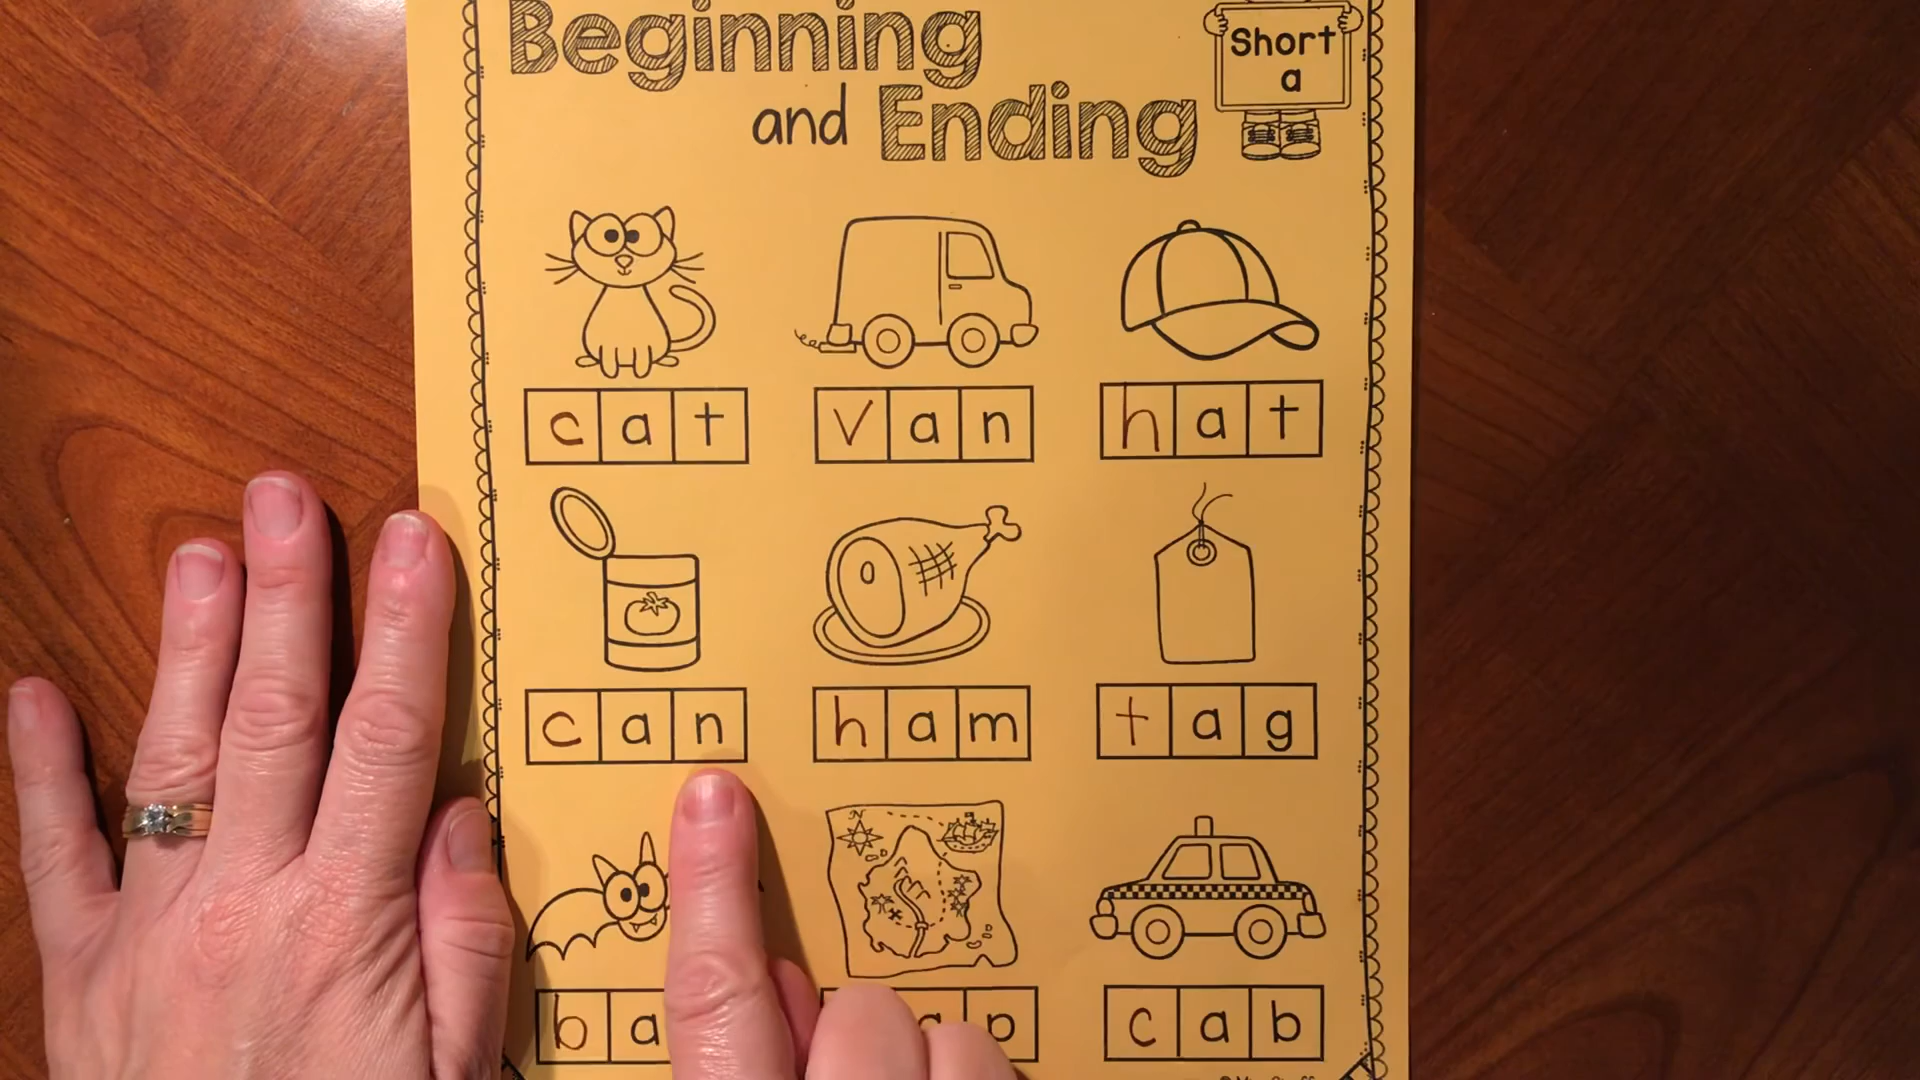 Beginning
and Ending
Short
a
cat van hat
can ham tag
cab